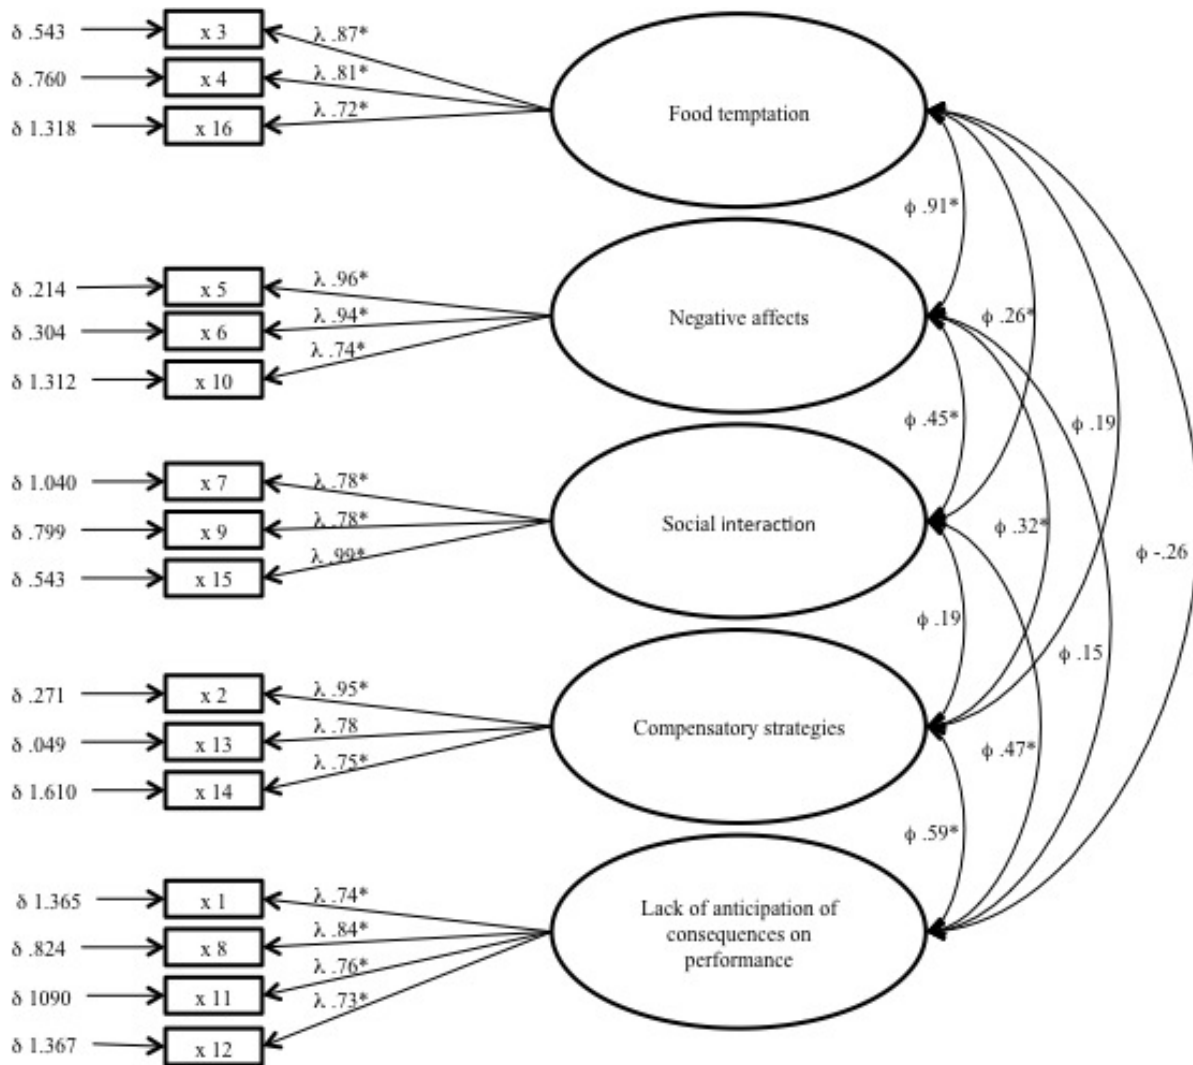 δ .543 x 3 λ .87*
δ .760 x 4 λ .81*
δ 1.318 x 16 λ .72*
Food temptation
ϕ .91*
δ .214 x 5 λ .96*
δ .304 x 6 λ .94*
δ 1.312 x 10 λ .74*
Negative affects
ϕ .26*
ϕ .45*
ϕ .19
δ 1.040 x 7 λ .78*
δ .799 x 9 λ .78*
δ .543 x 15 λ .99*
Social interaction
ϕ .32*
ϕ -.26
ϕ .19
ϕ .15
δ .271 x 2 λ .95*
δ .049 x 13 λ .78
δ 1.610 x 14 λ .75*
Compensatory strategies
ϕ .47*
ϕ .59*
δ 1.365 x 1 λ .74*
δ .824 x 8 λ .84*
δ 1090 x 11 λ .76*
δ 1.367 x 12 λ .73*
Lack of anticipation of
consequences on
performance